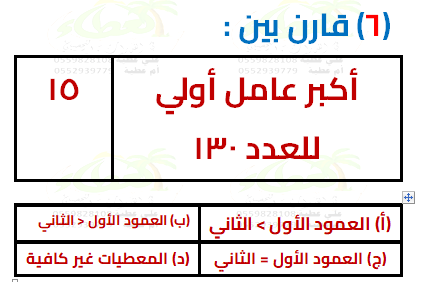 (٦) قارن بين :
أكبر عامل أولي
للعدد ١٣٠
١٥
(أ) العمود الأول > الثاني
(ب) العمود الأول < الثاني
(ج) العمود الأول = الثاني
(د) المعطيات غير كافية